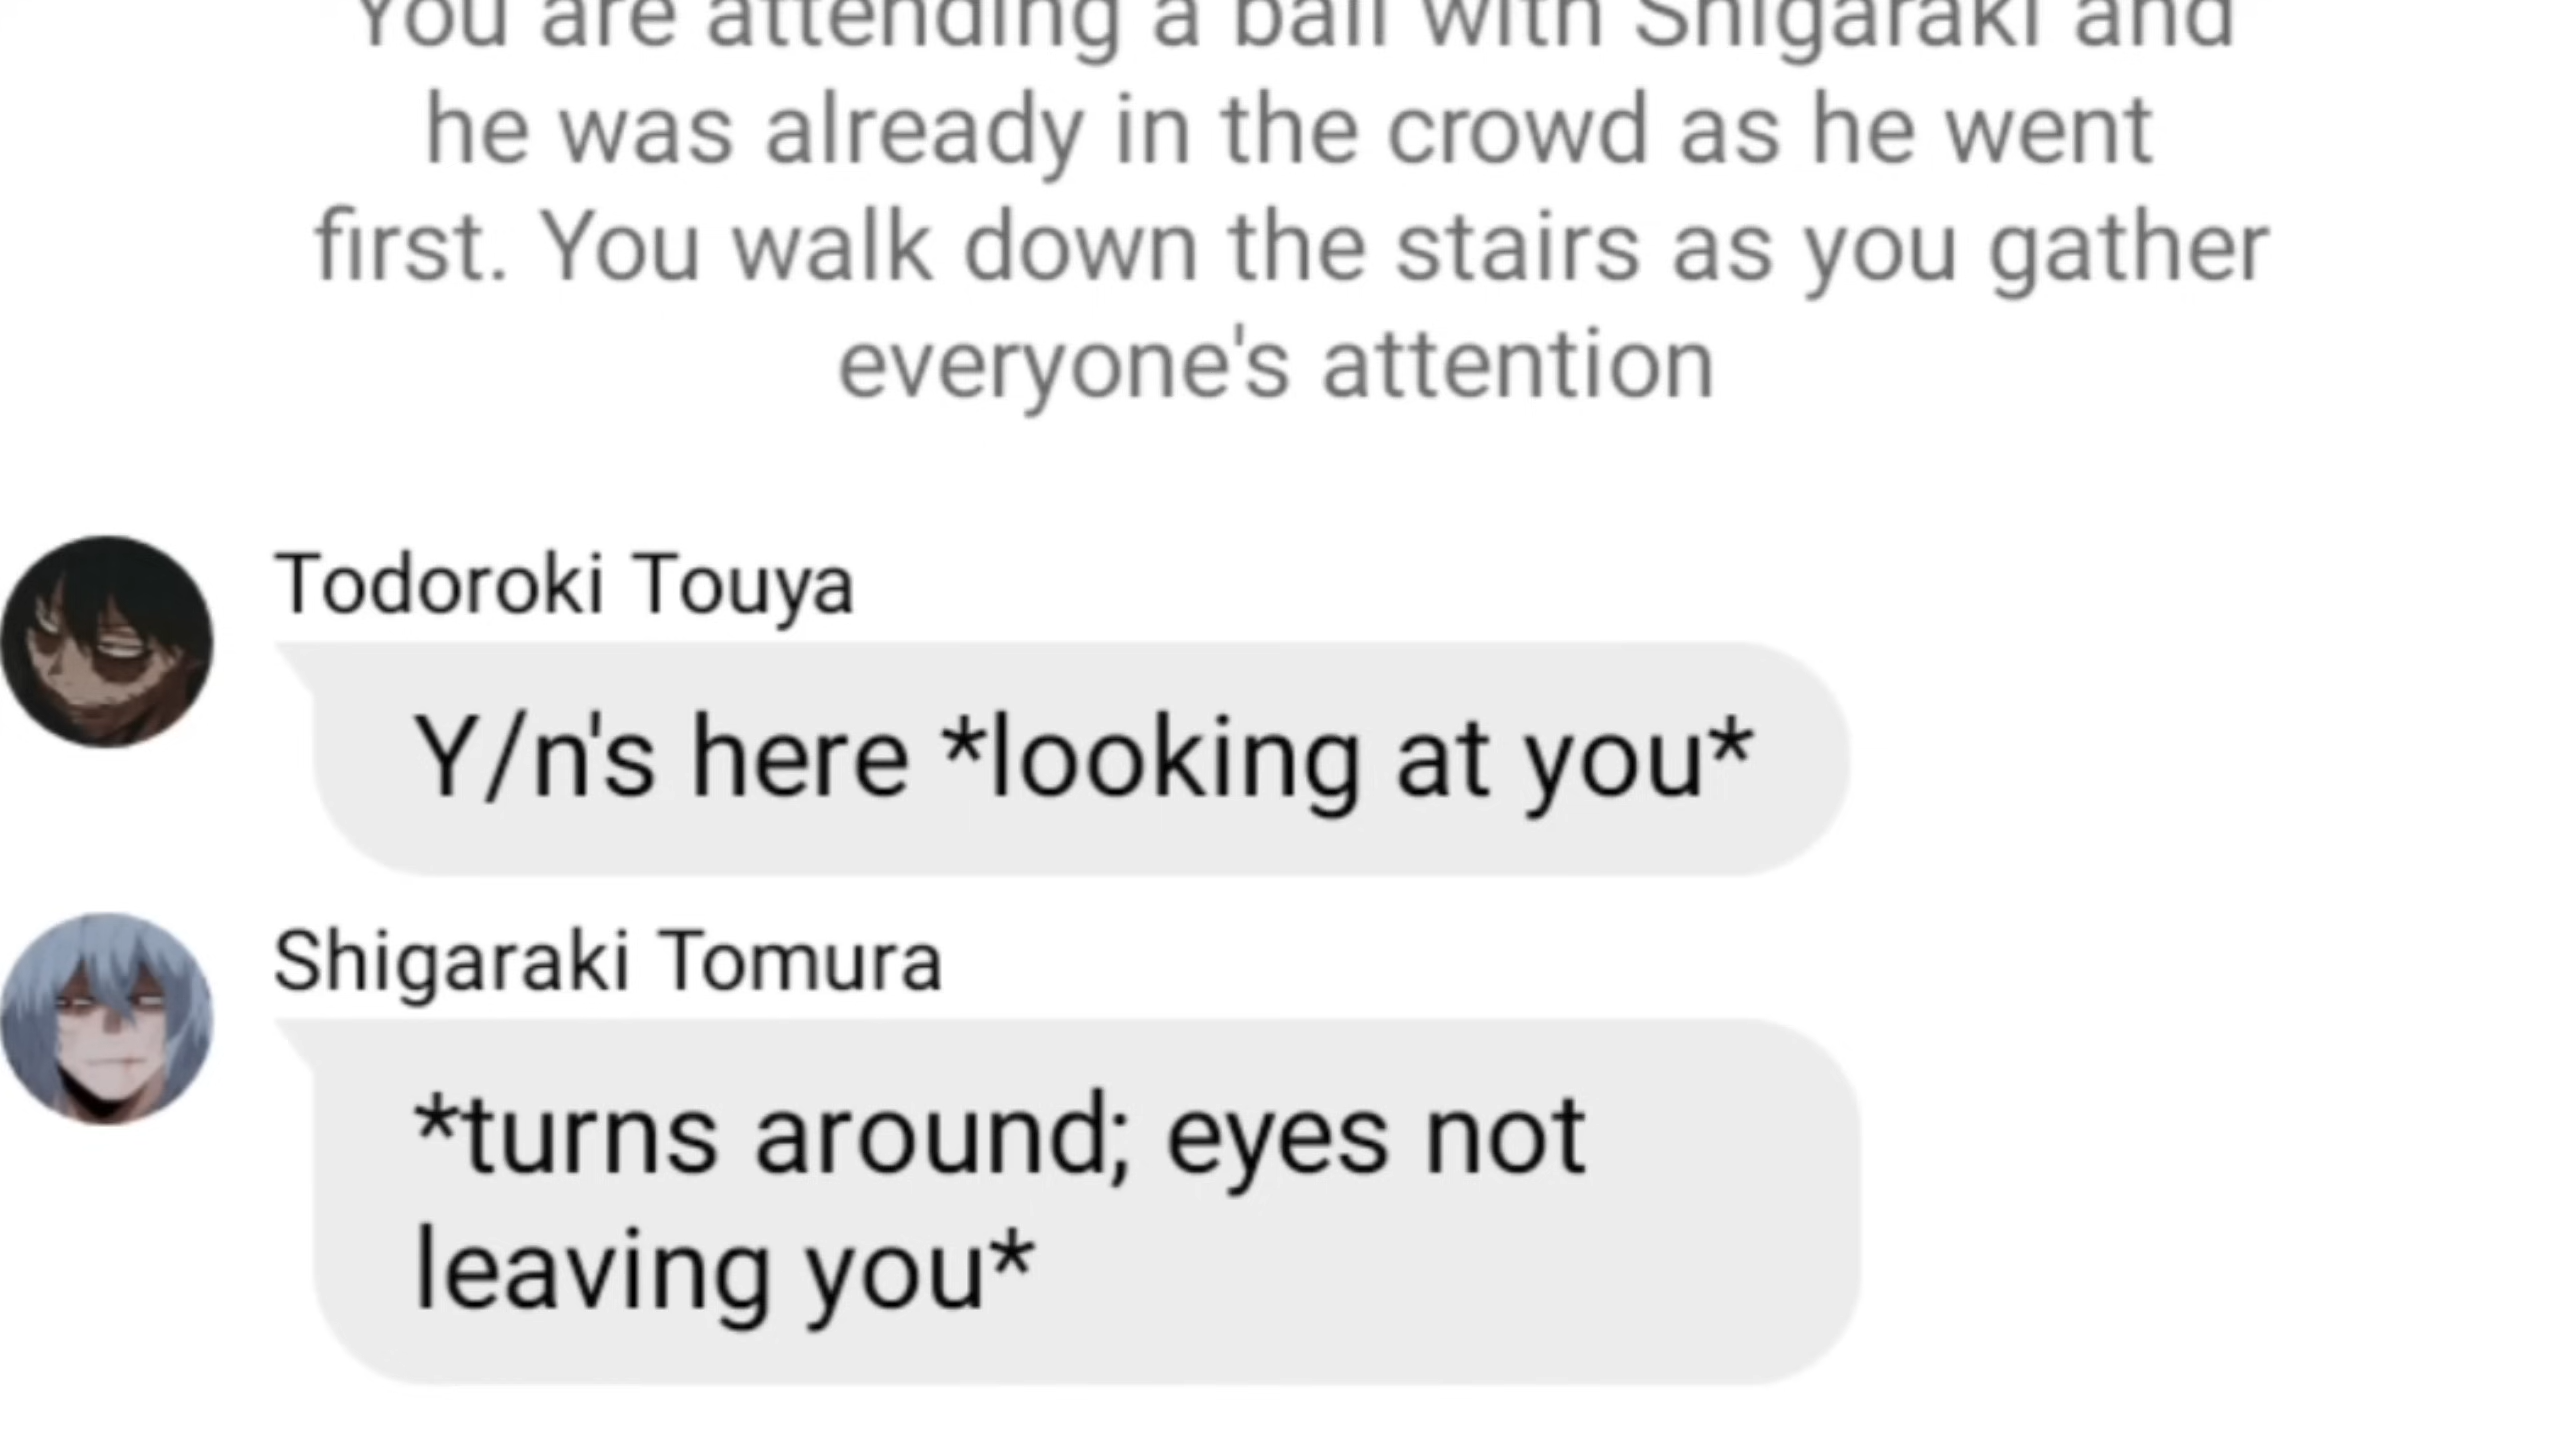 You are attending a ball with Shigaraki and
he was already in the crowd as he went
first. You walk down the stairs as you gather
everyone's attention
Todoroki Touya
Y/n's here *looking at you*
Shigaraki Tomura
*turns around; eyes not
leaving you*